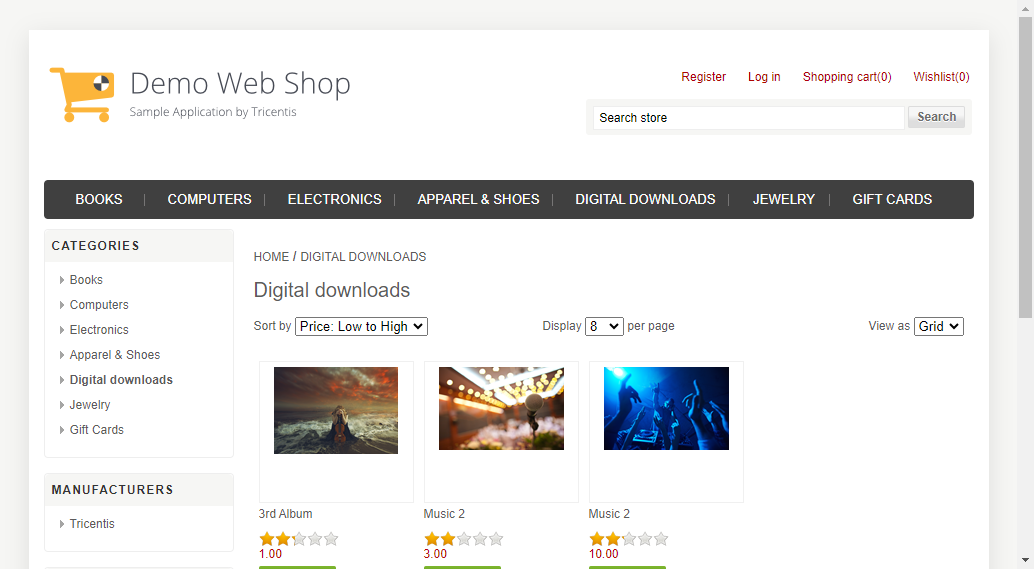 Demo Web Shop
Sample Application by Tricentis
Register Log in Shopping cart(0) Wishlist(0)
Search store Search
BOOKS COMPUTERS ELECTRONICS APPAREL & SHOES DIGITAL DOWNLOADS JEWELRY GIFT CARDS
CATEGORIES
Books
Computers
Electronics
Apparel & Shoes
Digital downloads
Jewelry
Gift Cards
MANUFACTURERS
Tricentis
HOME / DIGITAL DOWNLOADS
Digital downloads
Sort by Price: Low to High Display 8 per page View as Grid
3rd Album Music 2 Music 2
1.00 3.00 10.00